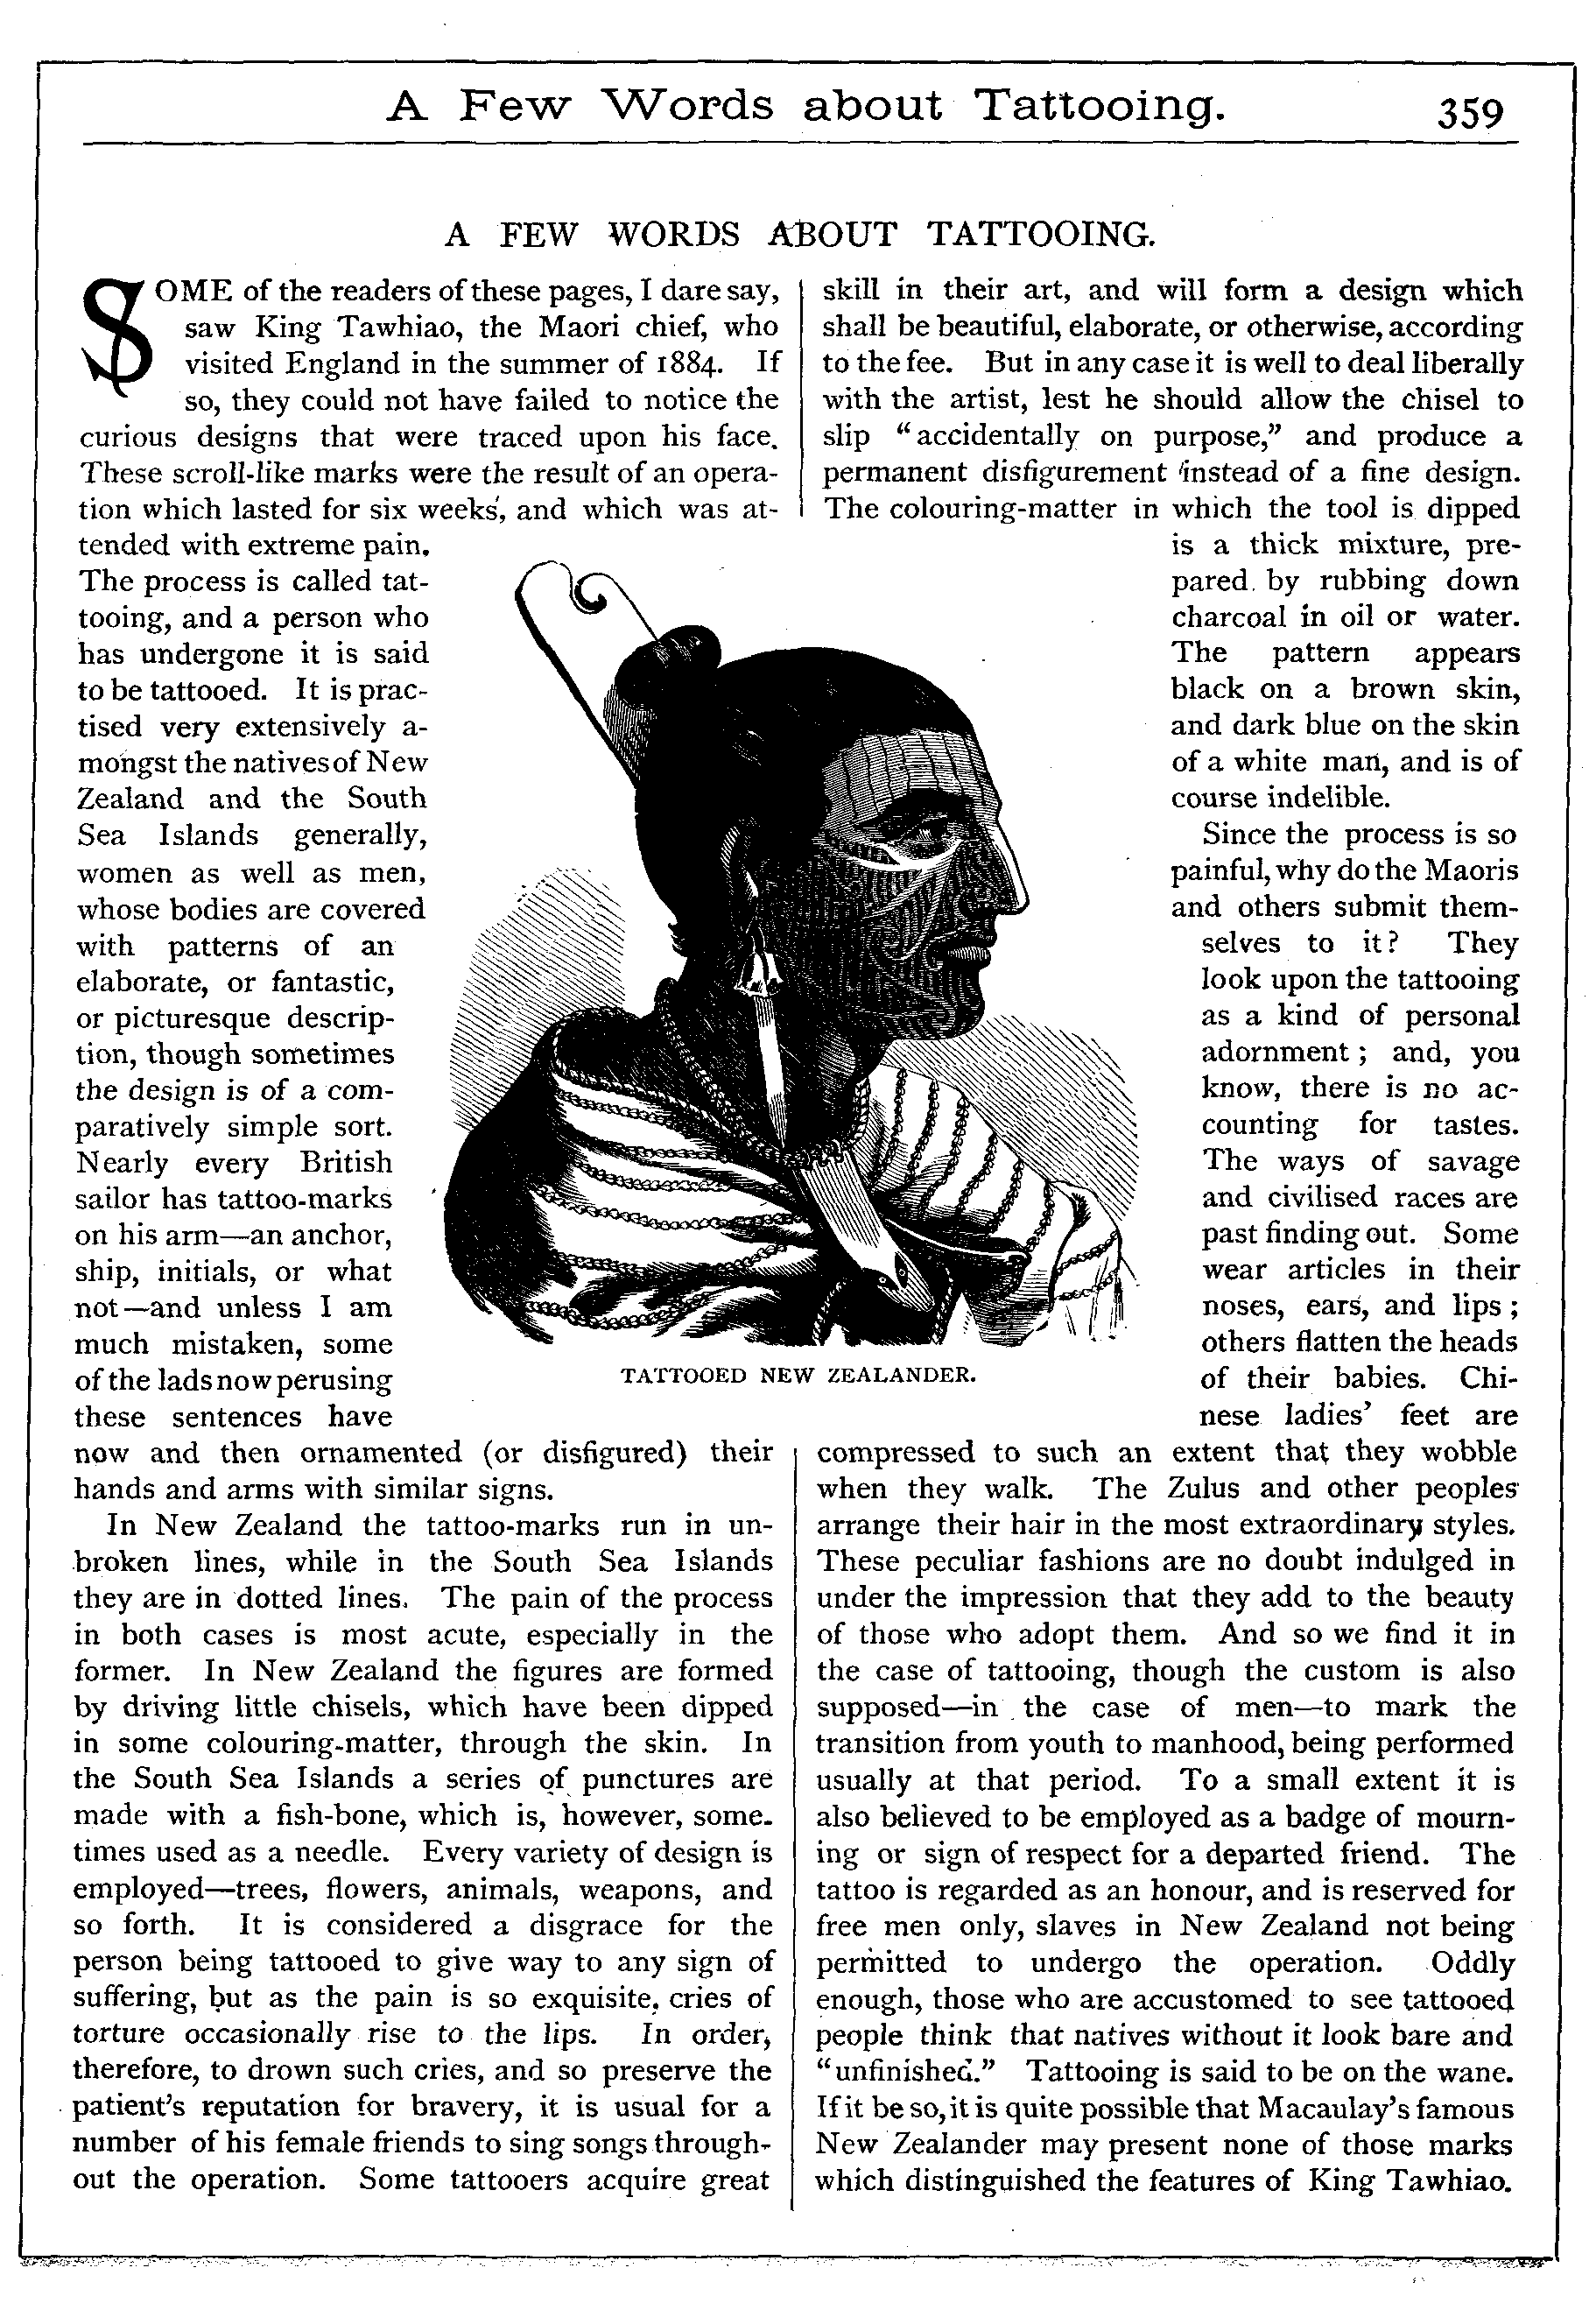 A Few Words about Tattooing. 359
A FEW WORDS ABOUT TATTOOING.
SOME of the readers of these pages, I dare say,
saw King Tawhiao, the Maori chief, who
visited England in the summer of 1884. If
so, they could not have failed to notice the
curious designs that were traced upon his face.
These scroll-like marks were the result of an opera-
tion which lasted for six weeks, and which was at-
tended with extreme pain.
The process is called tat-
tooing, and a person who
has undergone it is said
to be tattooed. It is prac-
tised very extensively a-
mongst the natives of New
Zealand and the South
Sea Islands generally,
women as well as men,
whose bodies are covered
with patterns of an
elaborate, or fantastic,
or picturesque descrip-
tion, though sometimes
the design is of a com-
paratively simple sort.
Nearly every British
sailor has tattoo-marks
on his arm—an anchor,
ship, initials, or what
not—and unless I am
much mistaken, some
of the lads now perusing
these sentences have
now and then ornamented (or disfigured) their
hands and arms with similar signs.
In New Zealand the tattoo-marks run in un-
broken lines, while in the South Sea Islands
they are in dotted lines. The pain of the process
in both cases is most acute, especially in the
former. In New Zealand the figures are formed
by driving little chisels, which have been dipped
in some colouring-matter, through the skin. In
the South Sea Islands a series of punctures are
made with a fish-bone, which is, however, some-
times used as a needle. Every variety of design is
employed—trees, flowers, animals, weapons, and
so forth. It is considered a disgrace for the
person being tattooed to give way to any sign of
suffering, but as the pain is so exquisite, cries of
torture occasionally rise to the lips. In order,
therefore, to drown such cries, and so preserve the
patient's reputation for bravery, it is usual for a
number of his female friends to sing songs through-
out the operation. Some tattooers acquire great
skill in their art, and will form a design which
shall be beautiful, elaborate, or otherwise, according
to the fee. But in any case it is well to deal liberally
with the artist, lest he should allow the chisel to
slip “accidentally on purpose,” and produce a
permanent disfigurement instead of a fine design.
The colouring-matter in which the tool is dipped
is a thick mixture, pre-
pared by rubbing down
charcoal in oil or water.
The pattern appears
black on a brown skin,
and dark blue on the skin
of a white man, and is of
course indelible.
Since the process is so
painful, why do the Maoris
and others submit them-
selves to it? They
look upon the tattooing
as a kind of personal
adornment; and, you
know, there is no ac-
counting for tastes.
The ways of savage
and civilised races are
past finding out. Some
wear articles in their
noses, ears, and lips;
others flatten the heads
of their babies. Chi-
nese ladies' feet are
compressed to such an extent that they wobble
when they walk. The Zulus and other peoples
arrange their hair in the most extraordinary styles.
These peculiar fashions are no doubt indulged in
under the impression that they add to the beauty
of those who adopt them. And so we find it in
the case of tattooing, though the custom is also
supposed—in the case of men—to mark the
transition from youth to manhood, being performed
usually at that period. To a small extent it is
also believed to be employed as a badge of mourn-
ing or sign of respect for a departed friend. The
tattoo is regarded as an honour, and is reserved for
free men only, slaves in New Zealand not being
permitted to undergo the operation. Oddly
enough, those who are accustomed to see tattooed
people think that natives without it look bare and
“unfinished.” Tattooing is said to be on the wane.
If it be so, it is quite possible that Macaulay's famous
New Zealander may present none of those marks
which distinguished the features of King Tawhiao.
TATTOOED NEW ZEALANDER.